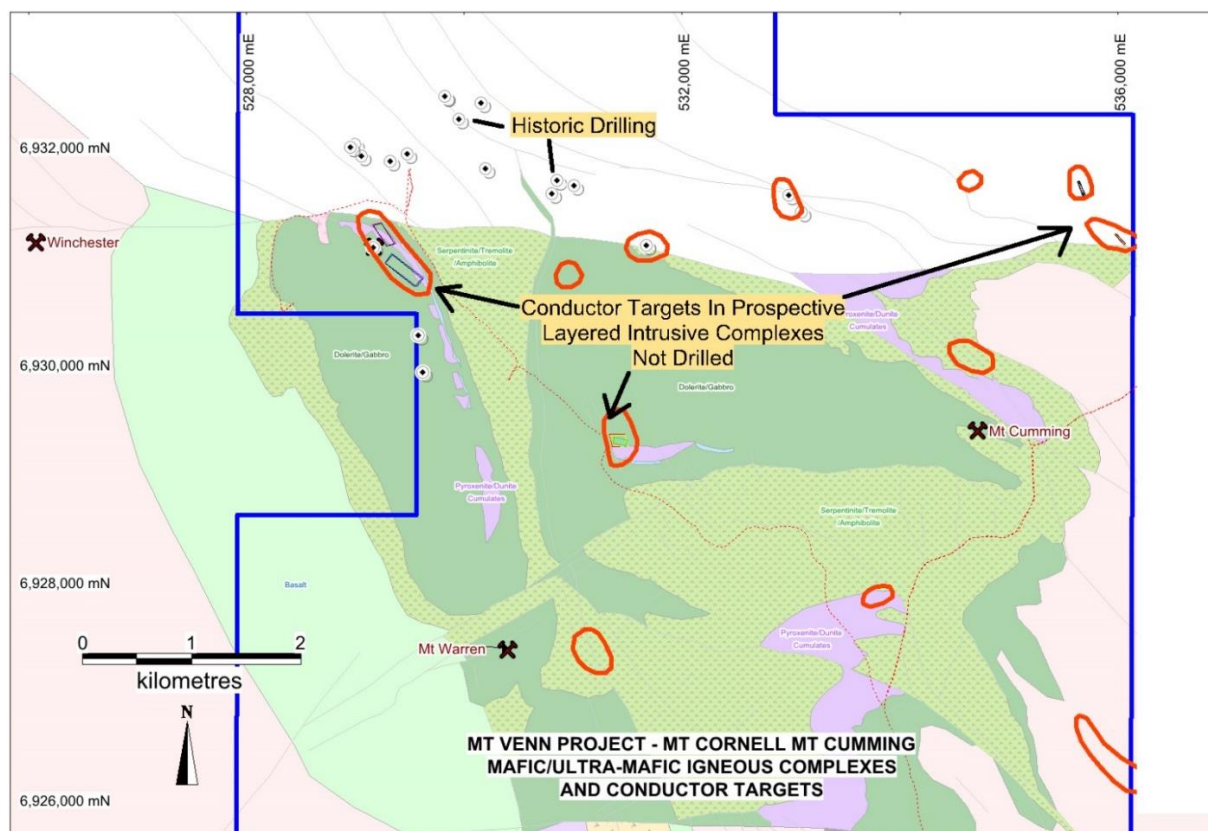 528,000 mE
532,000 mE
536,000 mE
Historic Drilling
6,932,000 mN
Winchester
Serpentinite/Tremolite
/Amphibolite
Conductor Targets In Prospective
Layered Intrusive Complexes
Not Drilled
Pyroxenite/Dunite
Cumulates
Dolerite/Gabbro
6,930,000 mN
Dolerite/Gabbro
Mt Cumming
Pyroxenite/Dunite
Cumulates
Serpentinite/Tremolite
/Amphibolite
6,928,000 mN
Basalt
0 1 2
kilometres
Pyroxenite/Dunite
Cumulates
Mt Warren
N
MT VENN PROJECT - MT CORNELL MT CUMMING
MAFIC/ULTRA-MAFIC IGNEOUS COMPLEXES
AND CONDUCTOR TARGETS
6,926,000 mN